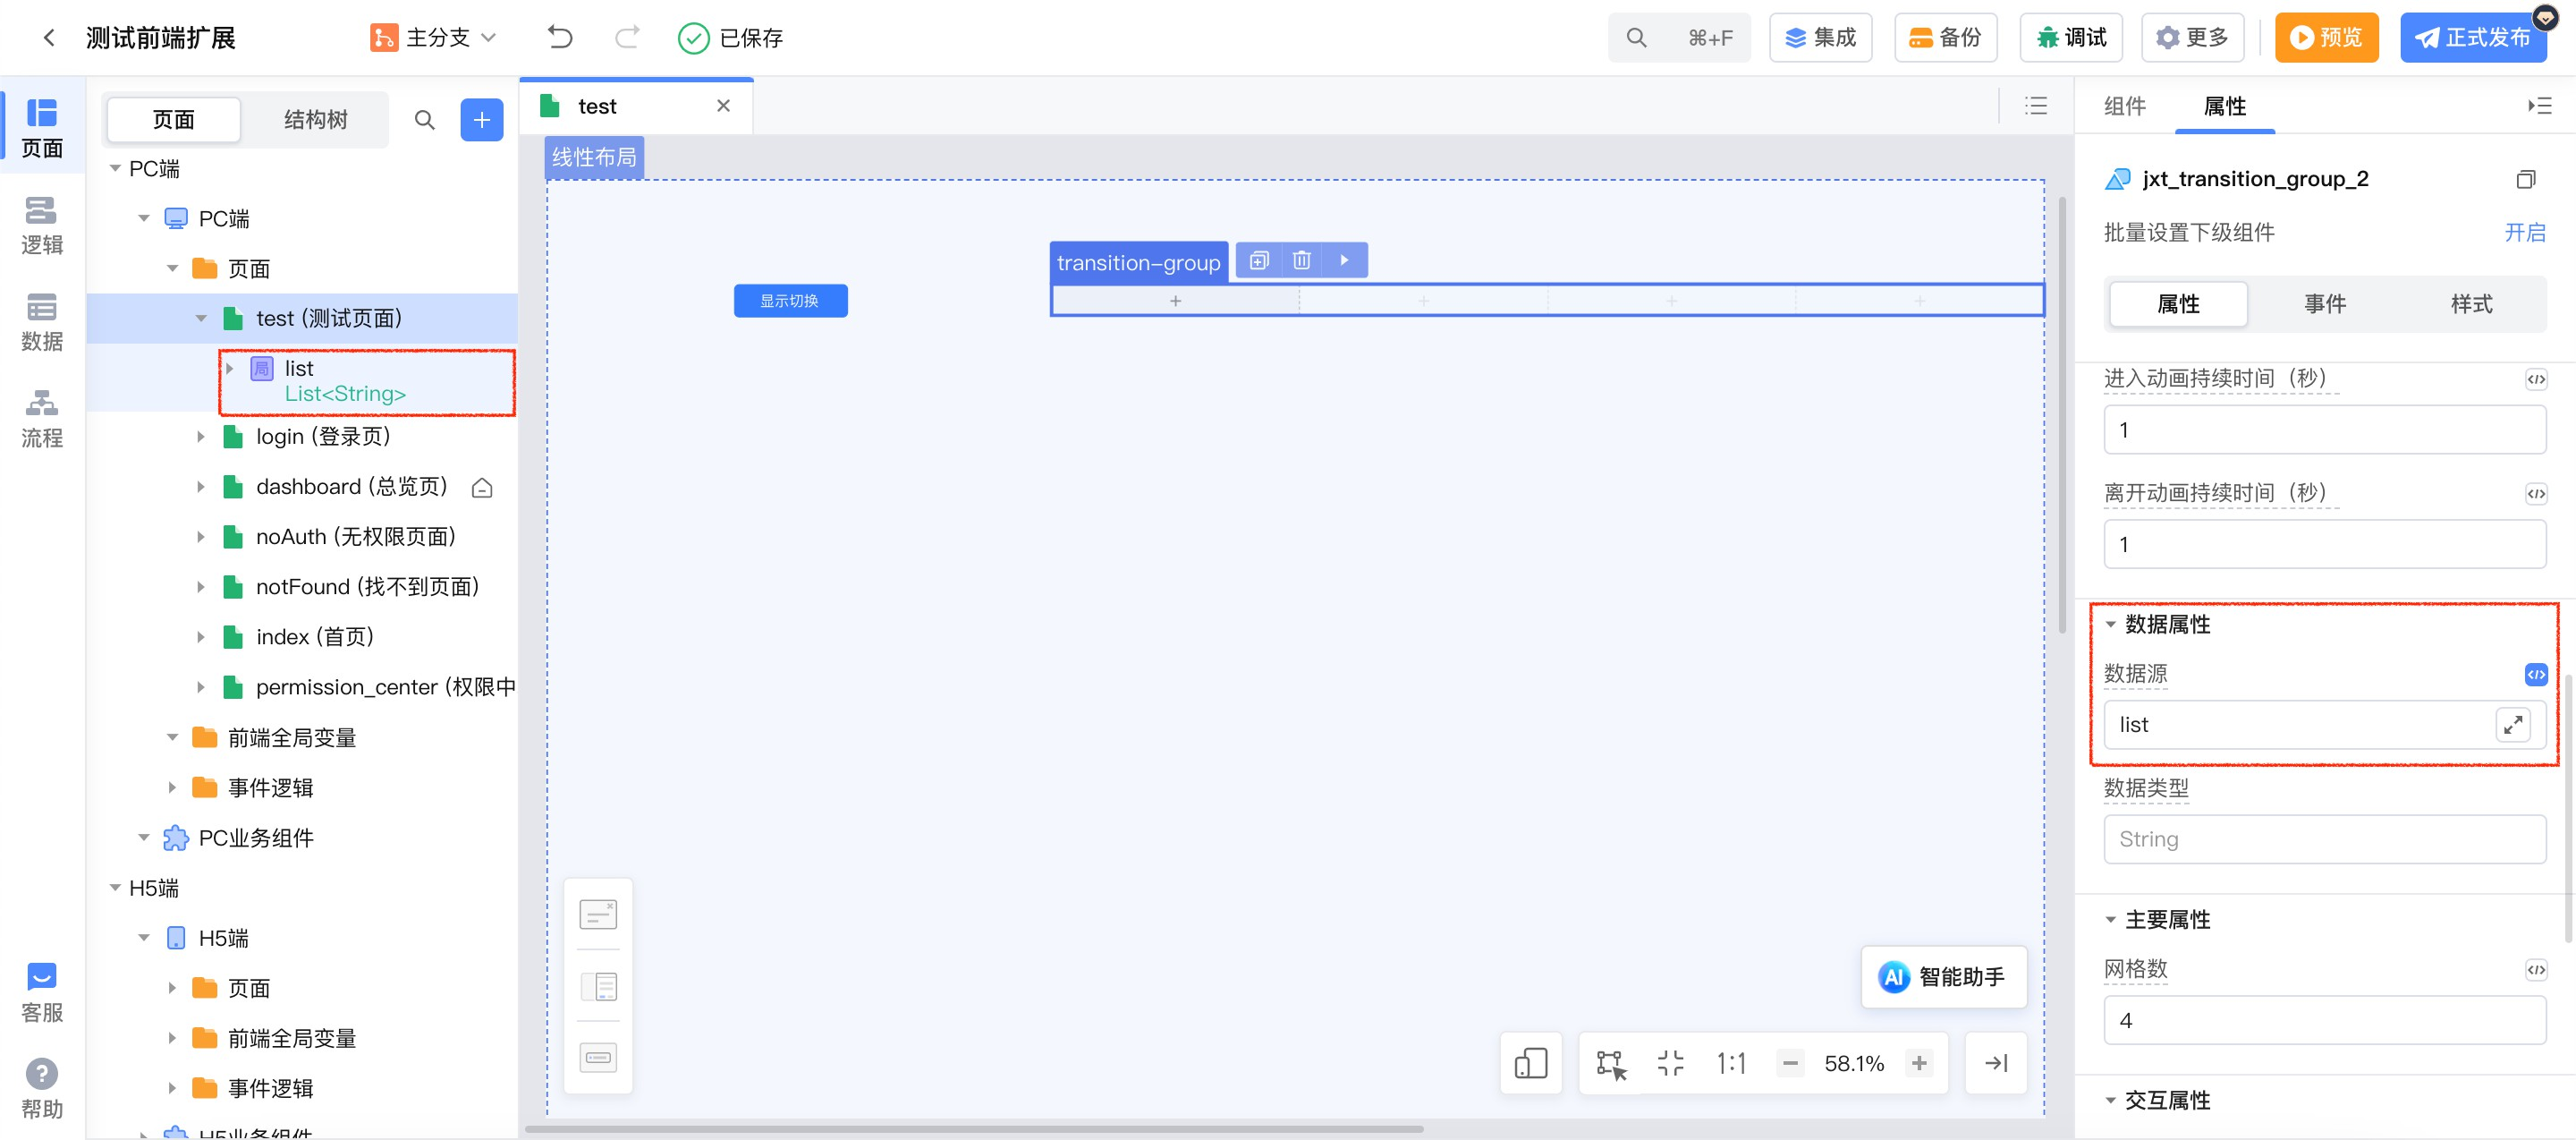 测试前端扩展
主分支
已保存
⌘+F
集成
备份
调试
更多
预览
正式发布
页面
逻辑
数据
流程
客服
帮助
页面
结构树
PC端
PC端
页面
test (测试页面)
局
list
List<String>
login (登录页)
dashboard (总览页)
noAuth (无权限页面)
notFound (找不到页面)
index (首页)
permission_center (权限中
前端全局变量
事件逻辑
PC业务组件
H5端
H5端
页面
前端全局变量
事件逻辑
H5业务组件
test
线性布局
transition-group
显示切换
AI 智能助手
1:1
58.1%
组件
属性
jxt_transition_group_2
批量设置下级组件
开启
属性
事件
样式
进入动画持续时间（秒）
1
离开动画持续时间（秒）
1
数据属性
数据源
list
数据类型
String
主要属性
网格数
4
交互属性